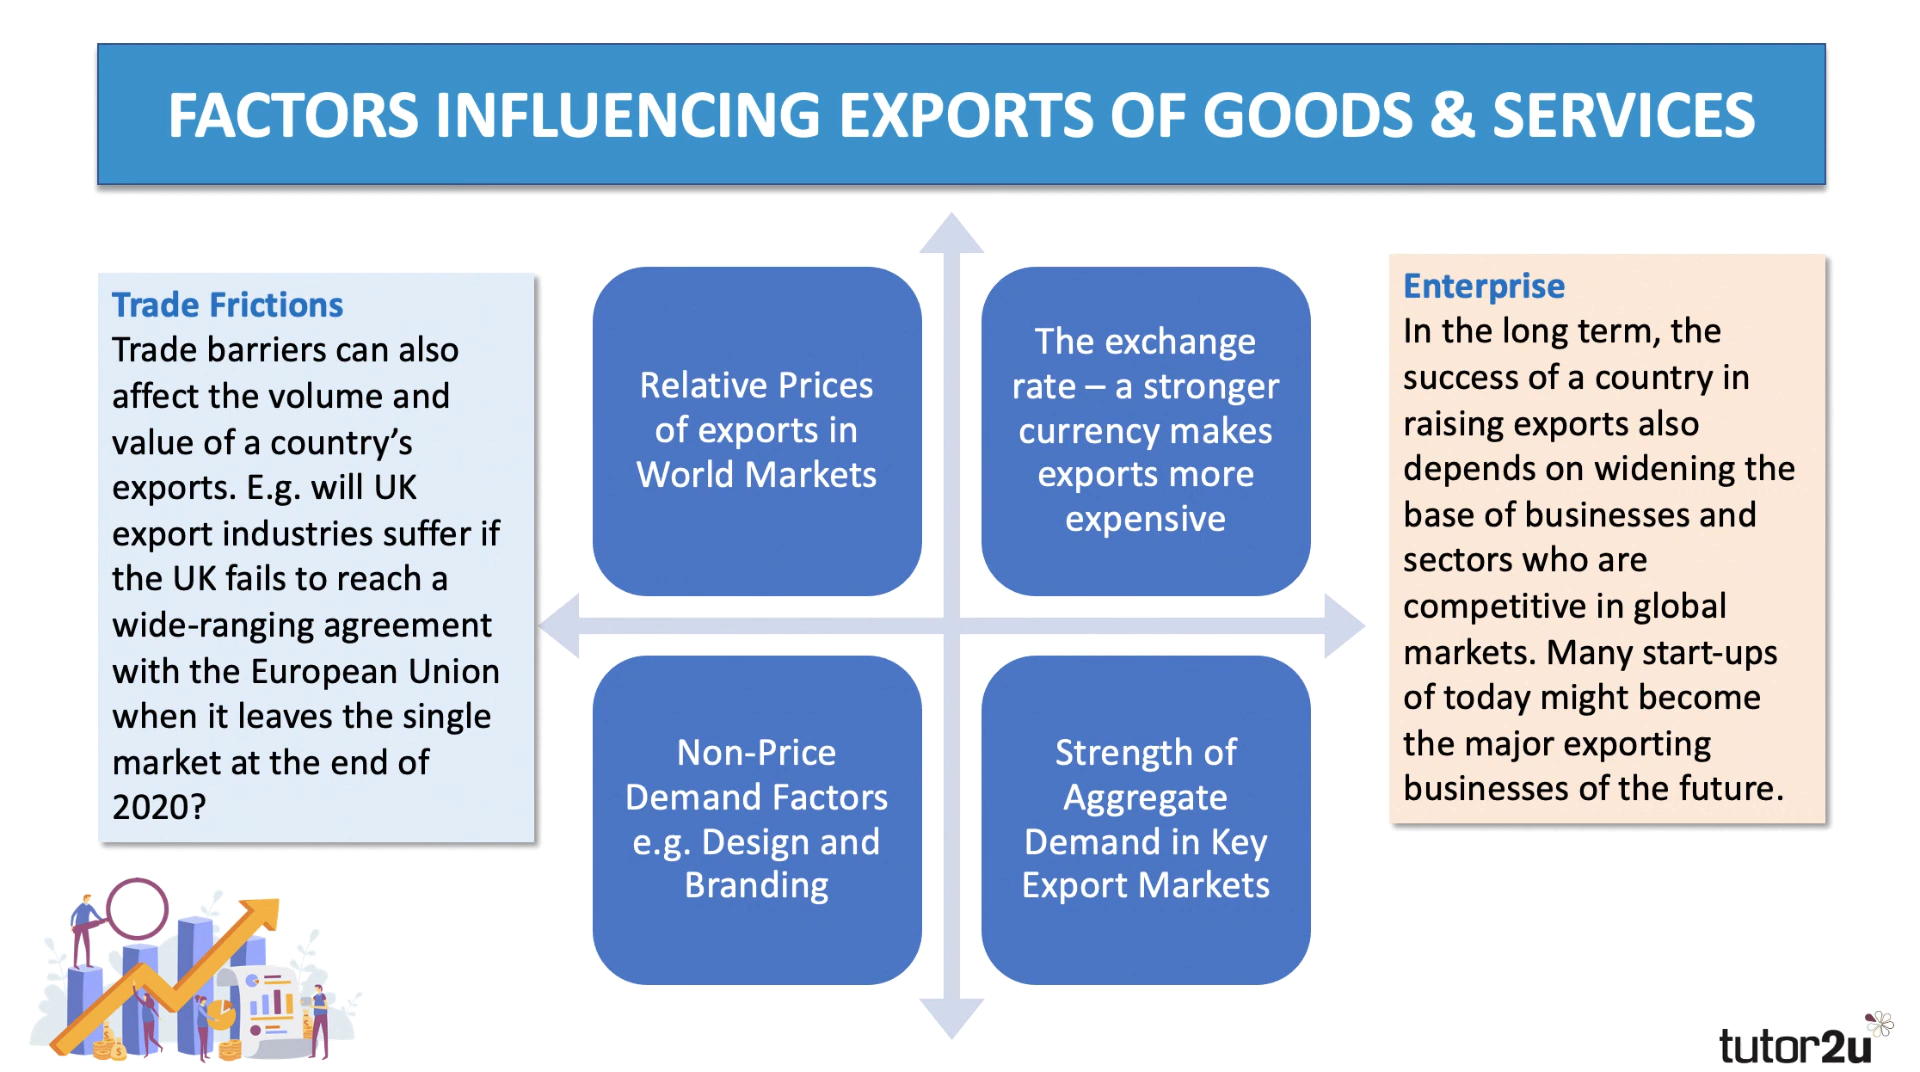 FACTORS INFLUENCING EXPORTS OF GOODS & SERVICES
Trade Frictions
Trade barriers can also
affect the volume and
value of a country’s
exports. E.g. will UK
export industries suffer if
the UK fails to reach a
wide-ranging agreement
with the European Union
when it leaves the single
market at the end of
2020?
Relative Prices
of exports in
World Markets
The exchange
rate – a stronger
currency makes
exports more
expensive
Non-Price
Demand Factors
e.g. Design and
Branding
Strength of
Aggregate
Demand in Key
Export Markets
Enterprise
In the long term, the
success of a country in
raising exports also
depends on widening the
base of businesses and
sectors who are
competitive in global
markets. Many start-ups
of today might become
the major exporting
businesses of the future.
tutor2u